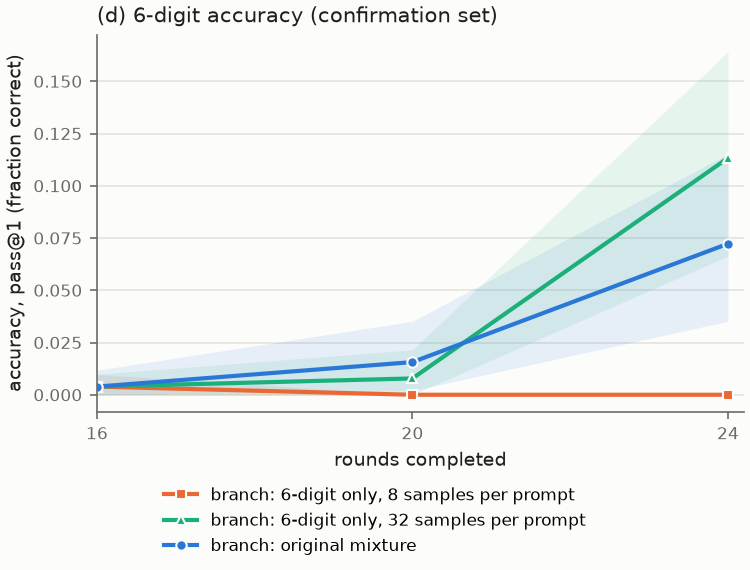 (d) 6-digit accuracy (confirmation set)
accuracy, pass@1 (fraction correct)
0.150
0.125
0.100
0.075
0.050
0.025
0.000
16
20
24
rounds completed
branch: 6-digit only, 8 samples per prompt
branch: 6-digit only, 32 samples per prompt
branch: original mixture